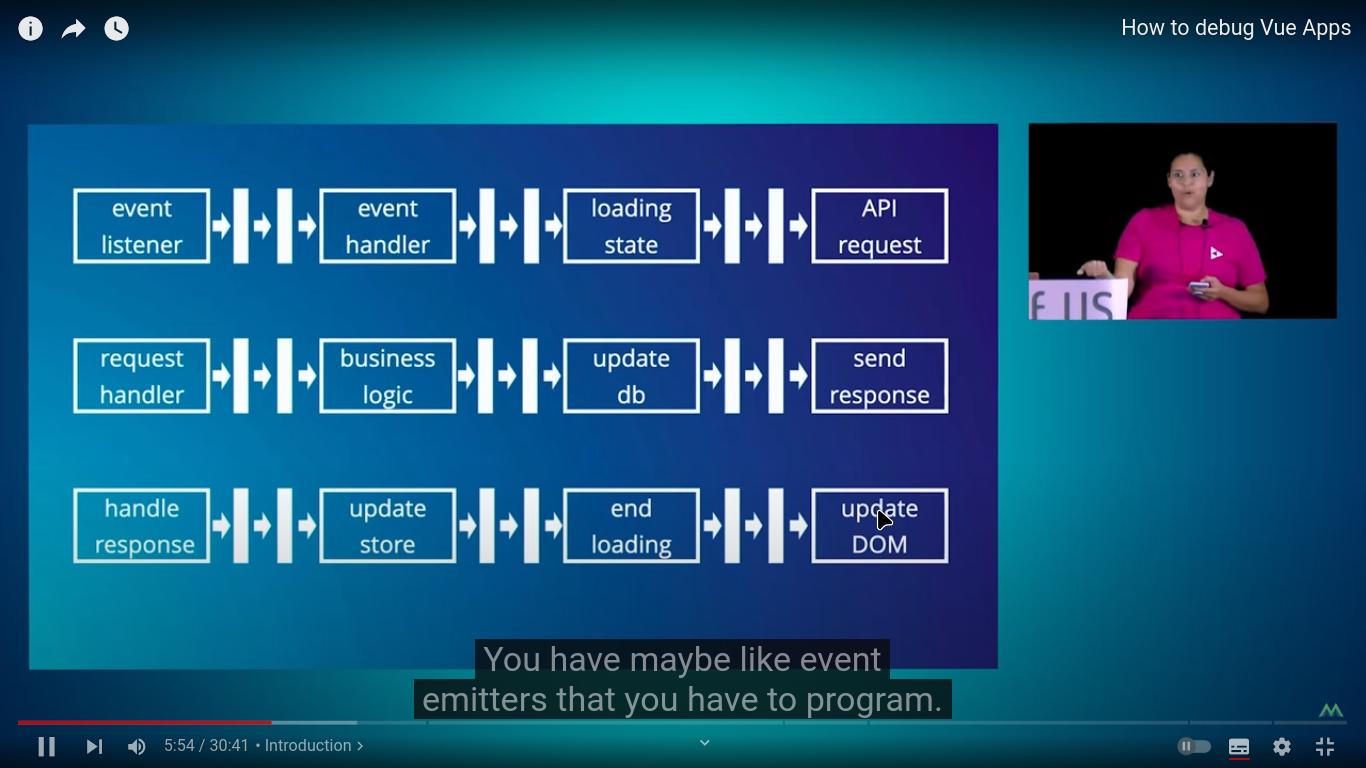 How to debug Vue Apps
event
listener
event
handler
loading
state
API
request
request
handler
business
logic
update
db
send
response
handle
response
update
store
end
loading
update
DOM
f US
You have maybe like event
emitters that you have to program.
5:54 / 30:41 • Introduction